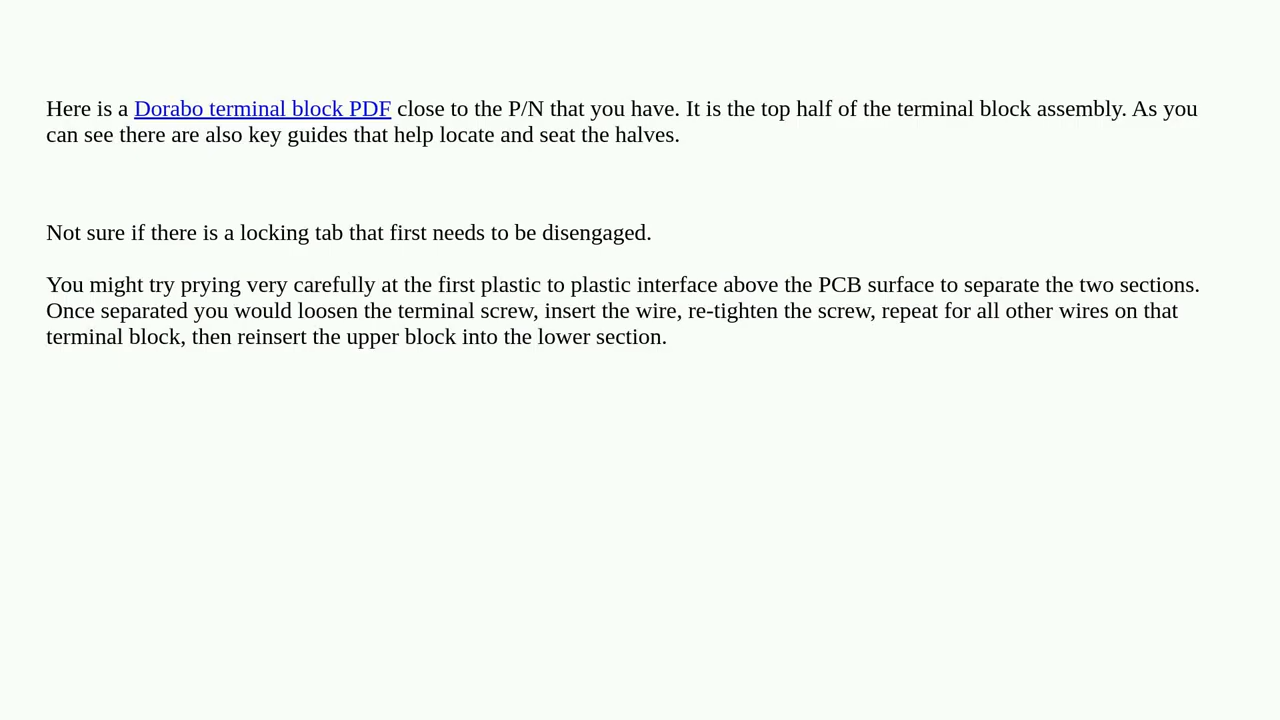 Here is a Dorabo terminal block PDF close to the P/N that you have. It is the top half of the terminal block assembly. As you
can see there are also key guides that help locate and seat the halves.
Not sure if there is a locking tab that first needs to be disengaged.
You might try prying very carefully at the first plastic to plastic interface above the PCB surface to separate the two sections.
Once separated you would loosen the terminal screw, insert the wire, re-tighten the screw, repeat for all other wires on that
terminal block, then reinsert the upper block into the lower section.